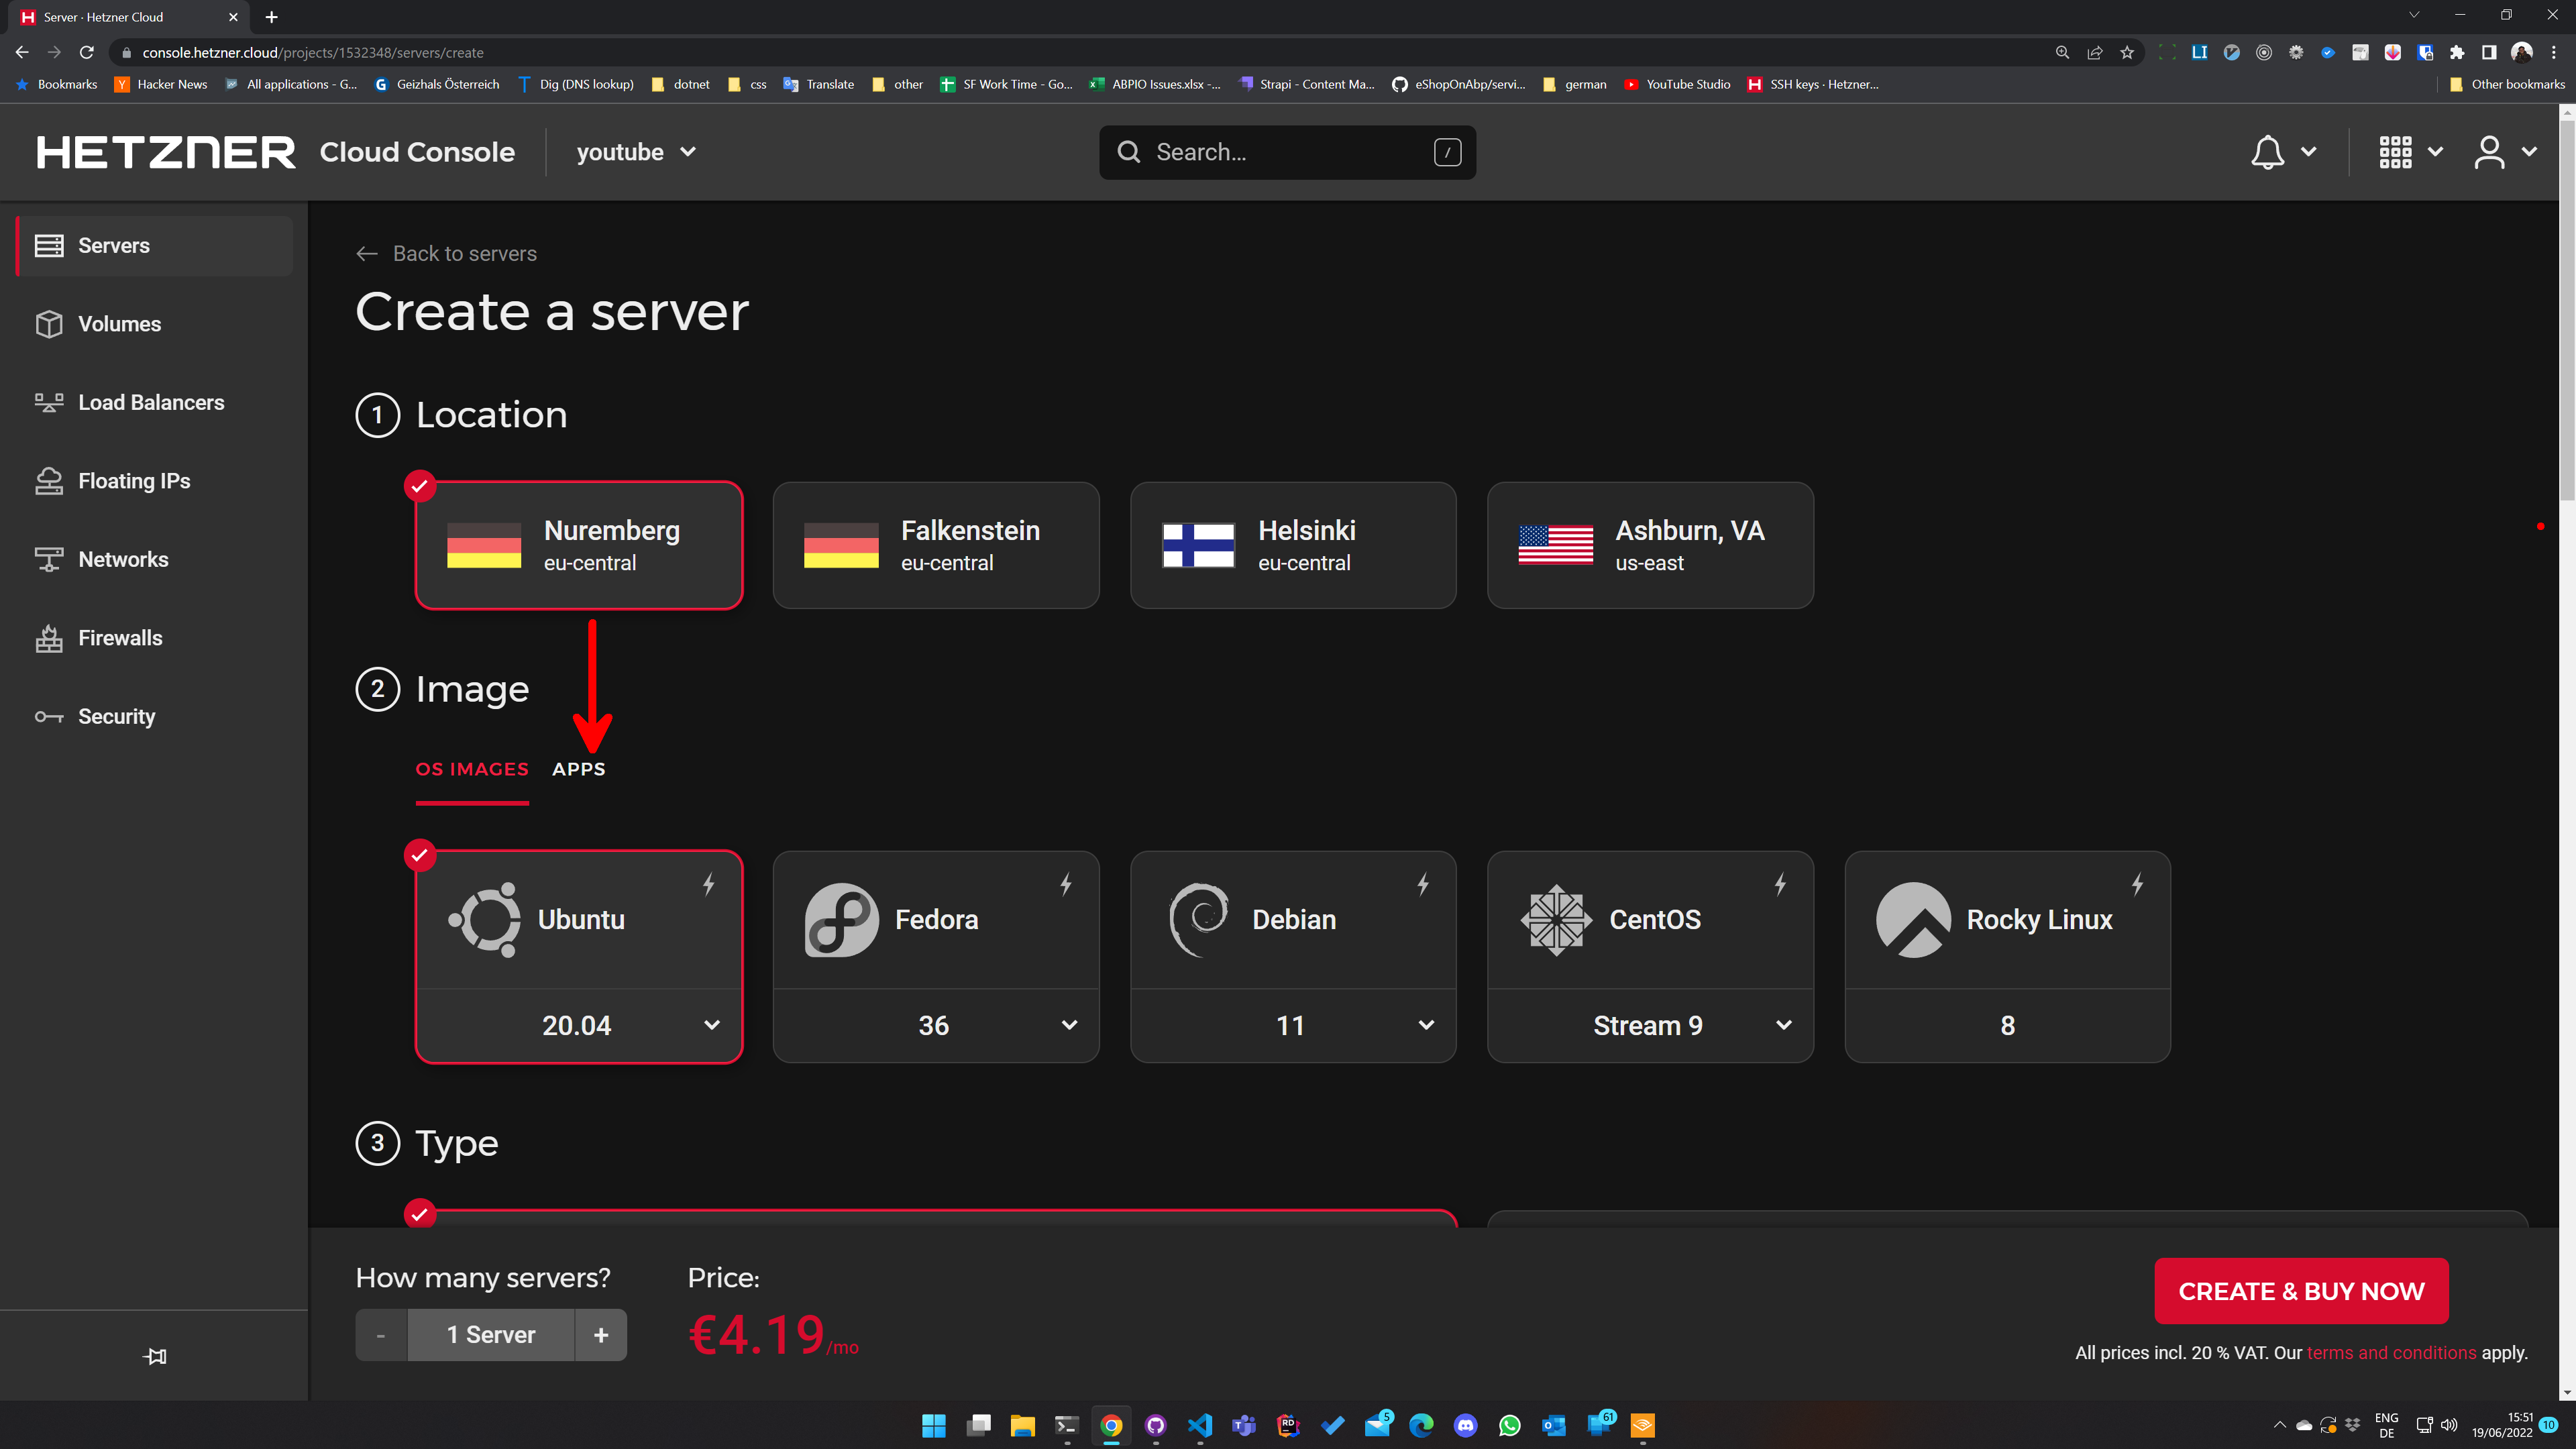 Server · Hetzner Cloud
console.hetzner.cloud/projects/1532348/servers/create
Bookmarks Hacker News All applications - G... Geizhals Österreich Dig (DNS lookup) dotnet css Translate other SF Work Time - Go... ABPIO Issues.xlsx -... Strapi - Content Ma... eShopOnAbp/servi... german YouTube Studio SSH keys · Hetzner... Other bookmarks
HETZNER Cloud Console youtube Search... /
Servers
Volumes
Load Balancers
Floating IPs
Networks
Firewalls
Security
Back to servers
Create a server
1 Location
Nuremberg
eu-central
Falkenstein
eu-central
Helsinki
eu-central
Ashburn, VA
us-east
2 Image
OS IMAGES APPS
Ubuntu
20.04
Fedora
36
Debian
11
CentOS
Stream 9
Rocky Linux
8
3 Type
How many servers?
- 1 Server +
Price:
€4.19/mo
CREATE & BUY NOW
All prices incl. 20 % VAT. Our terms and conditions apply.
5
61
ENG
DE
15:51
19/06/2022
10